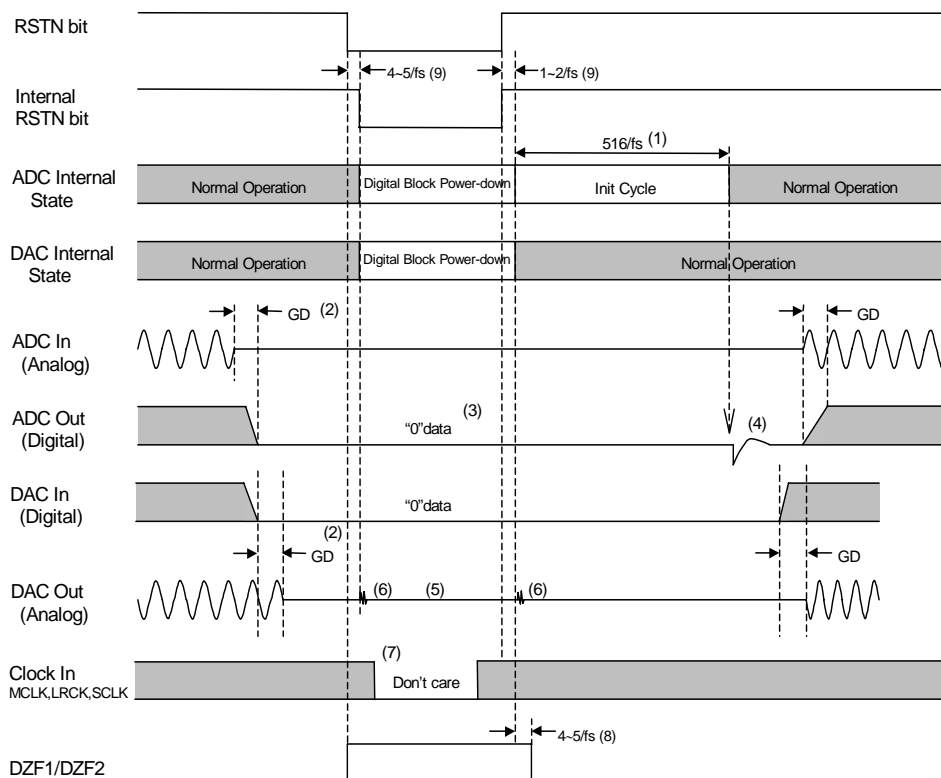 RSTN bit
4~5/fs (9)
1~2/fs (9)
Internal
RSTN bit
516/fs (1)
ADC Internal
State
Normal Operation
Digital Block Power-down
Init Cycle
Normal Operation
DAC Internal
State
Normal Operation
Digital Block Power-down
Normal Operation
GD (2)
GD
ADC In
(Analog)
ADC Out
(Digital)
“0”data
(3)
(4)
DAC In
(Digital)
“0”data
(2)
GD
GD
DAC Out
(Analog)
(6)
(5)
(6)
Clock In
MCLK,LRCK,SCLK
(7)
Don’t care
4~5/fs (8)
DZF1/DZF2